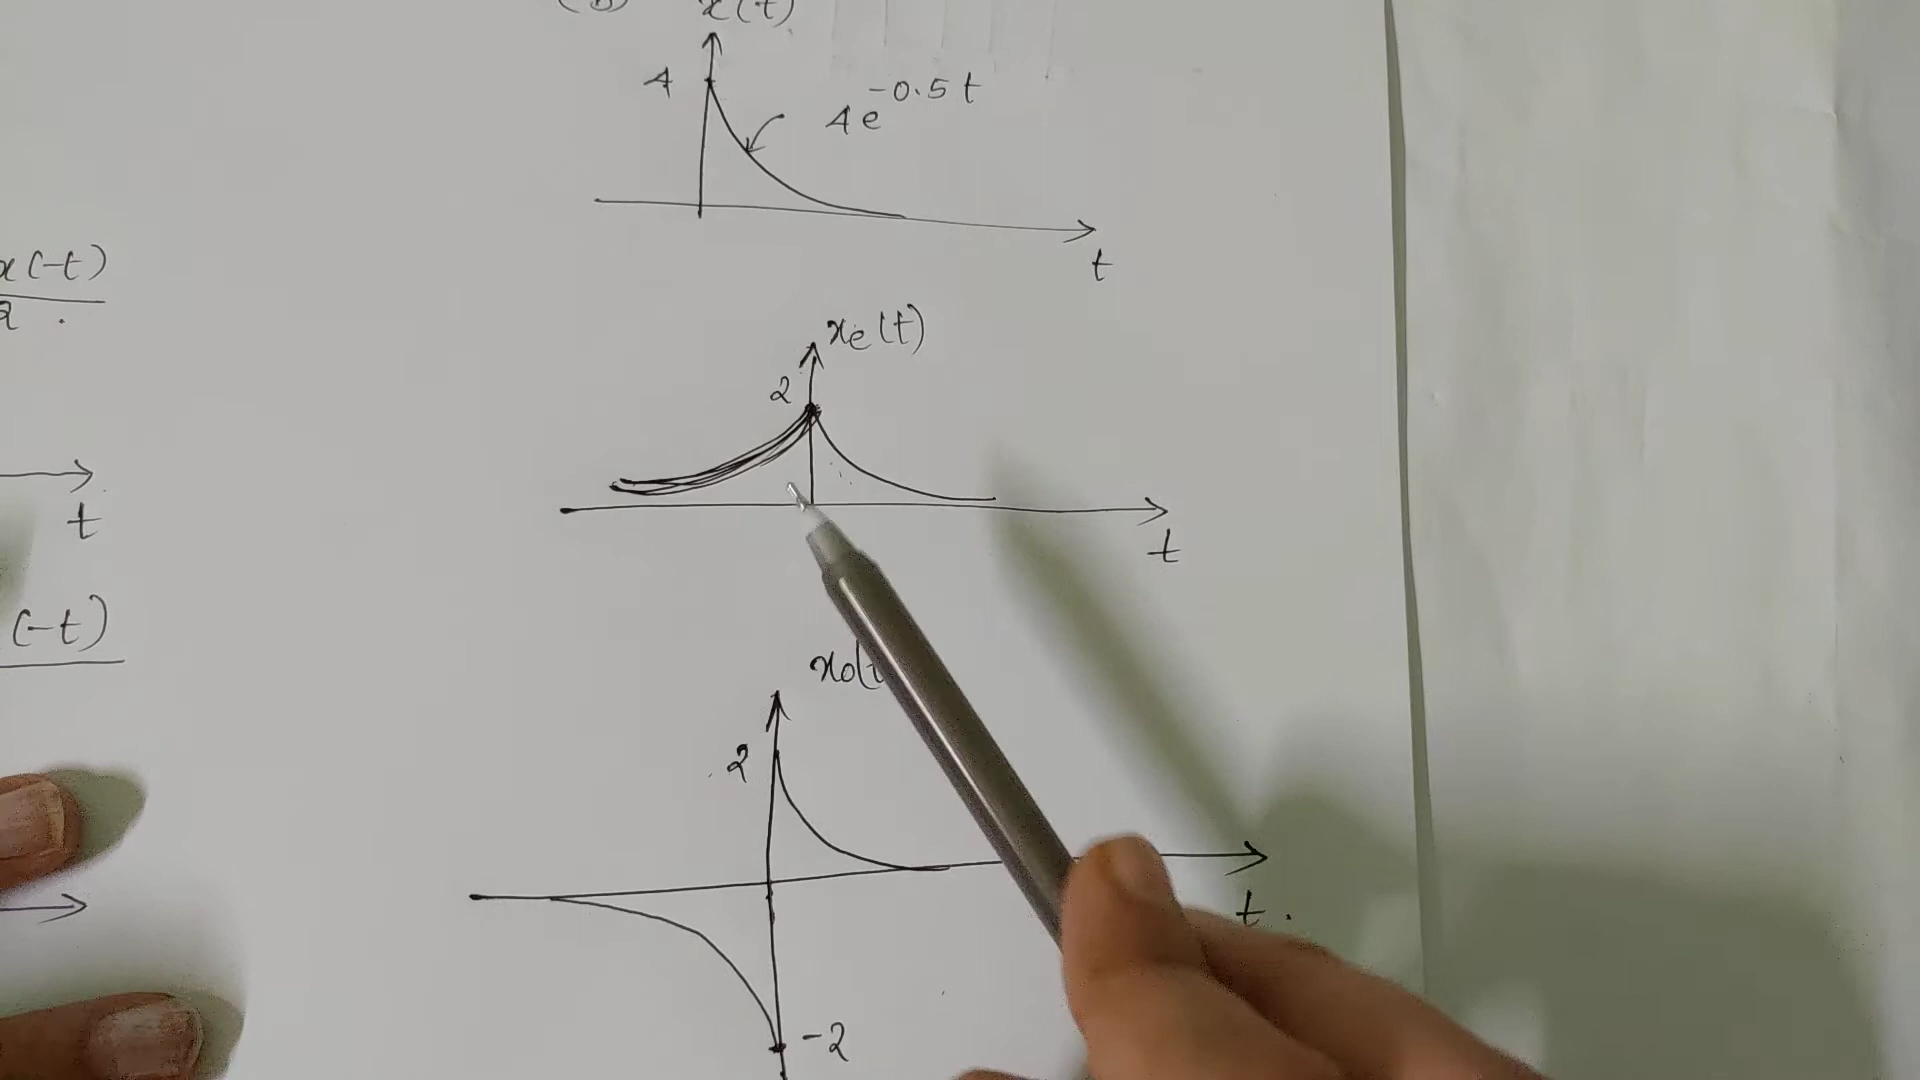 (b) x(t)
4
4e^-0.5t
t
x(-t)
2 .
xe(t)
2
t
t
(-t)
xo(t
2
t .
-2